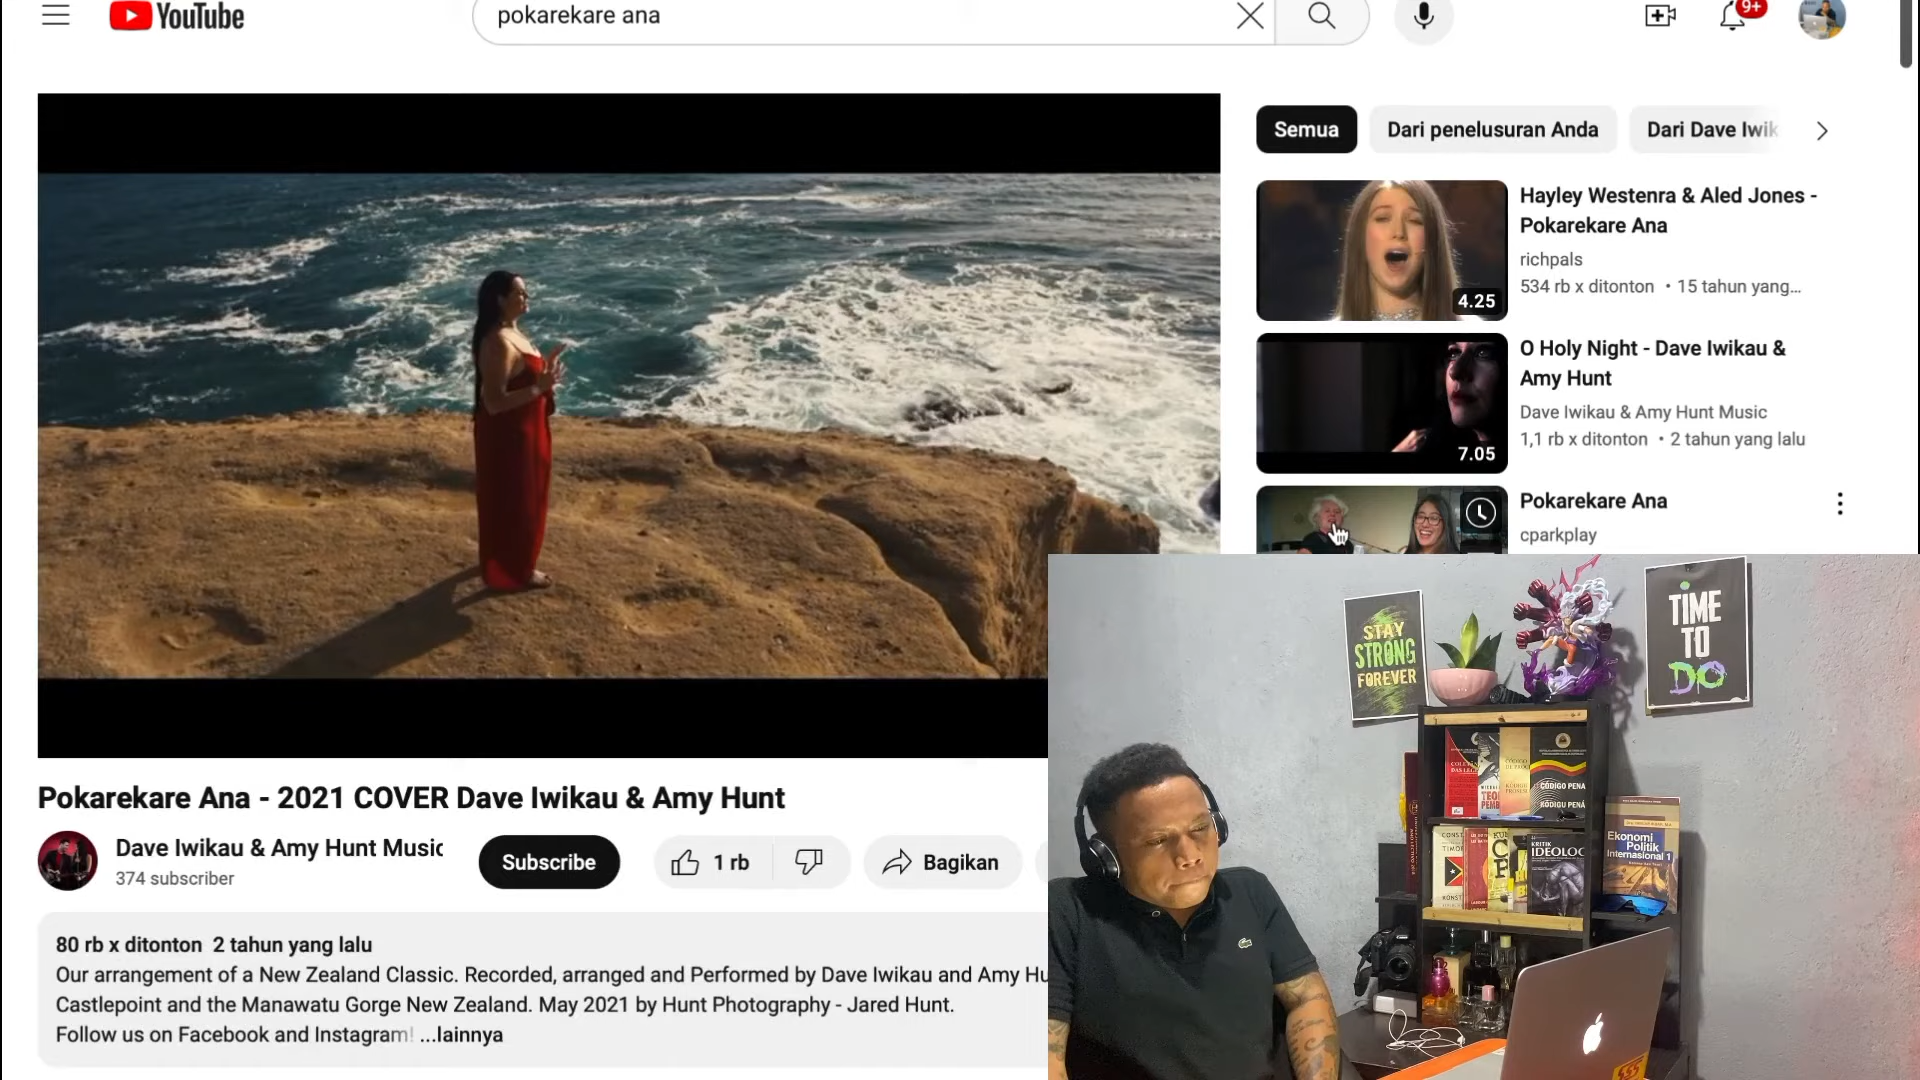 YouTube
pokarekare ana
9+
Semua
Dari penelusuran Anda
Dari Dave Iwik
Hayley Westenra & Aled Jones -
Pokarekare Ana
richpals
534 rb x ditonton • 15 tahun yang...
4.25
O Holy Night - Dave Iwikau &
Amy Hunt
Dave Iwikau & Amy Hunt Music
1,1 rb x ditonton • 2 tahun yang lalu
7.05
Pokarekare Ana
cparkplay
Pokarekare Ana - 2021 COVER Dave Iwikau & Amy Hunt
Dave Iwikau & Amy Hunt Music
374 subscriber
Subscribe
1 rb
Bagikan
80 rb x ditonton 2 tahun yang lalu
Our arrangement of a New Zealand Classic. Recorded, arranged and Performed by Dave Iwikau and Amy Hu
Castlepoint and the Manawatu Gorge New Zealand. May 2021 by Hunt Photography - Jared Hunt.
Follow us on Facebook and Instagram! ...lainnya
STAY
STRONG
FOREVER
TIME
TO
DO
CÓDIGO PENA
KÓDIGU PENÁ
KRITIK
IDEOLOG
Ekonomi
Politik
Internasional 1